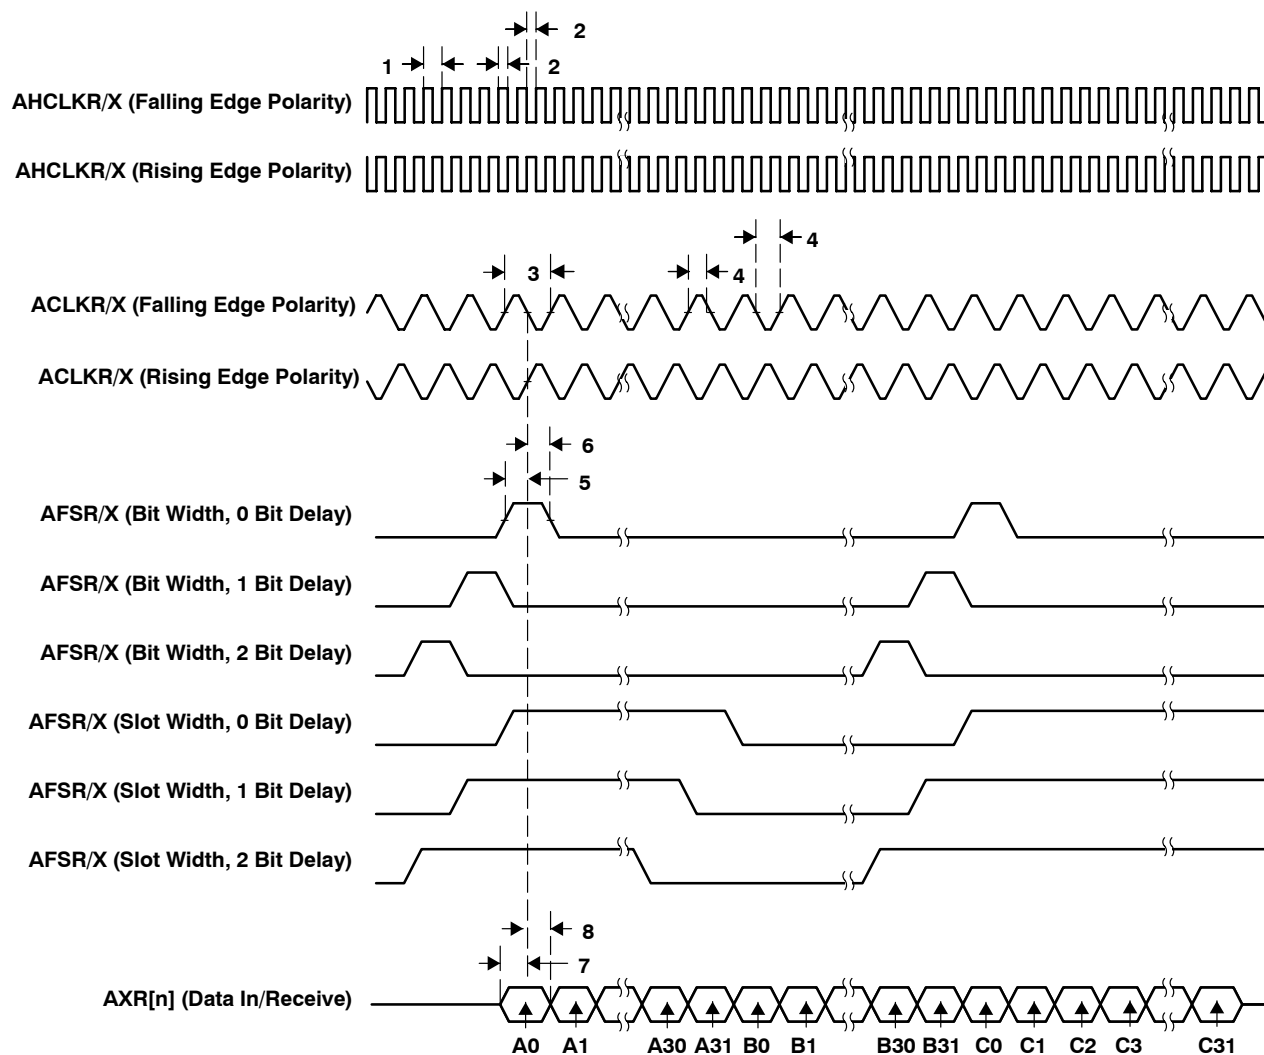 2
1
2
AHCLKR/X (Falling Edge Polarity)
AHCLKR/X (Rising Edge Polarity)
4
3
4
ACLKR/X (Falling Edge Polarity)
ACLKR/X (Rising Edge Polarity)
6
5
AFSR/X (Bit Width, 0 Bit Delay)
AFSR/X (Bit Width, 1 Bit Delay)
AFSR/X (Bit Width, 2 Bit Delay)
AFSR/X (Slot Width, 0 Bit Delay)
AFSR/X (Slot Width, 1 Bit Delay)
AFSR/X (Slot Width, 2 Bit Delay)
8
7
AXR[n] (Data In/Receive)
A0 A1 A30 A31 B0 B1 B30 B31 C0 C1 C2 C3 C31